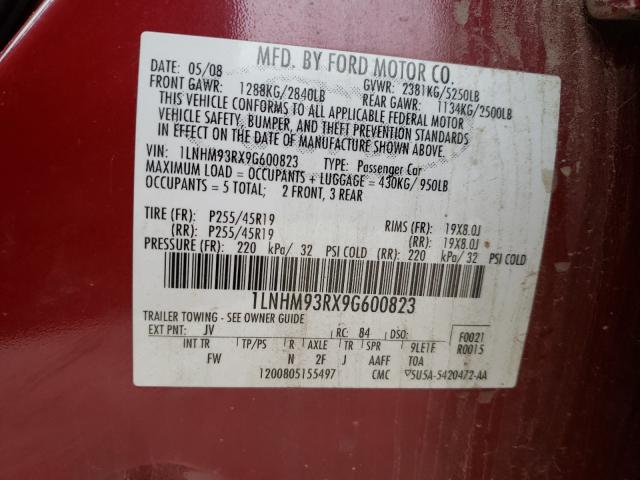 MFD. BY FORD MOTOR CO.
DATE: 05/08 GVWR: 2381KG/5250LB
FRONT GAWR: 1288KG/2840LB REAR GAWR: 1134KG/2500LB
THIS VEHICLE CONFORMS TO ALL APPLICABLE FEDERAL MOTOR
VEHICLE SAFETY, BUMPER, AND THEFT PREVENTION STANDARDS
IN EFFECT ON THE DATE OF MANUFACTURE SHOWN ABOVE.
VIN: 1LNHM93RX9G600823 TYPE: Passenger Car
MAXIMUM LOAD = OCCUPANTS + LUGGAGE = 430KG/950LB
OCCUPANTS = 5 TOTAL; 2 FRONT, 3 REAR
TIRE (FR): P255/45R19 RIMS (FR): 19X8.0J
(RR): P255/45R19 (RR): 19X8.0J
PRESSURE (FR): 220 kPa/ 32 PSI COLD (RR): 220 kPa/ 32 PSI COLD
1LNHM93RX9G600823
TRAILER TOWING - SEE OWNER GUIDE
EXT PNT: JV RC: 84 DSO: F0021
INT TR TP/PS R AXLE TR SPR 9LE1F R0015
FW N 2F J AAFF TOA
1200805155497 CMC ▽5U5A-5420472-AA